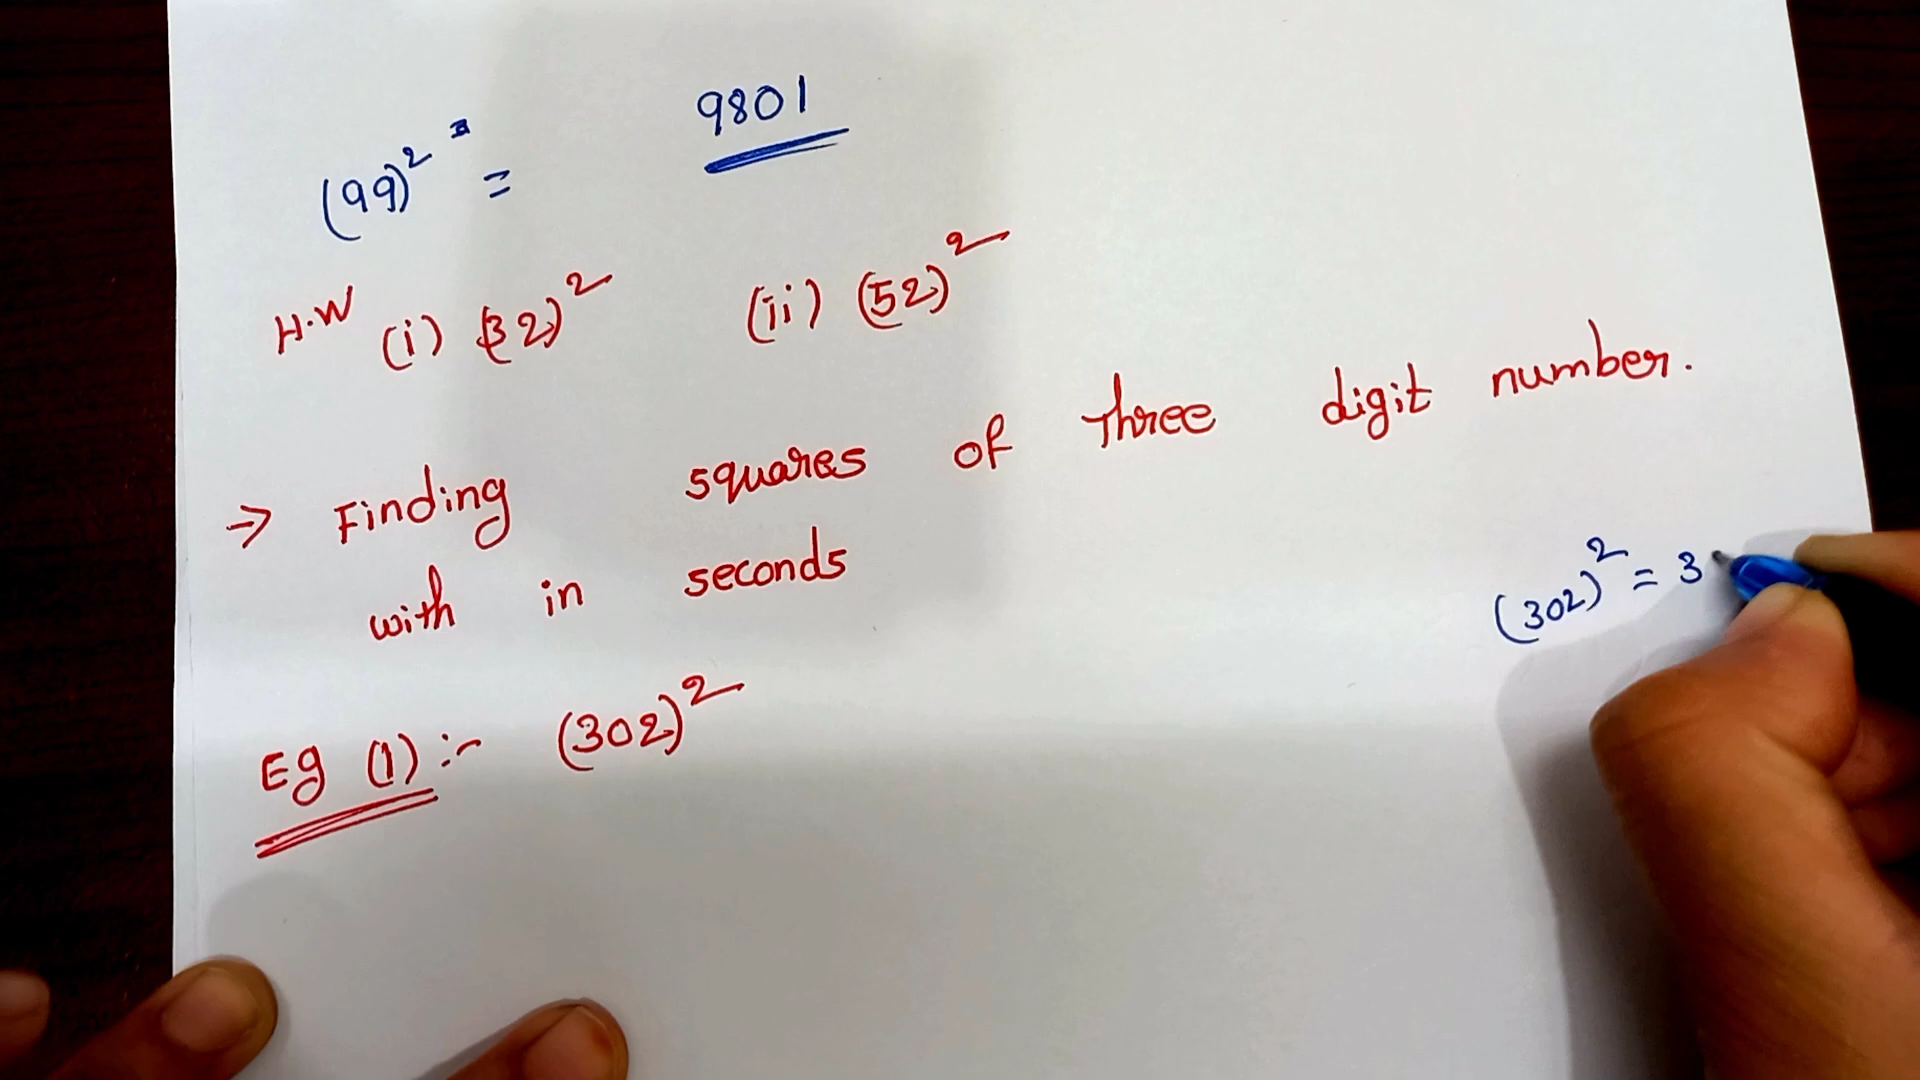 (99)² = 9801
H.W (i) (32)² (ii) (52)²
→ Finding squares of three digit number.
with in seconds
(302)² = 3
Eg (1) :- (302)²